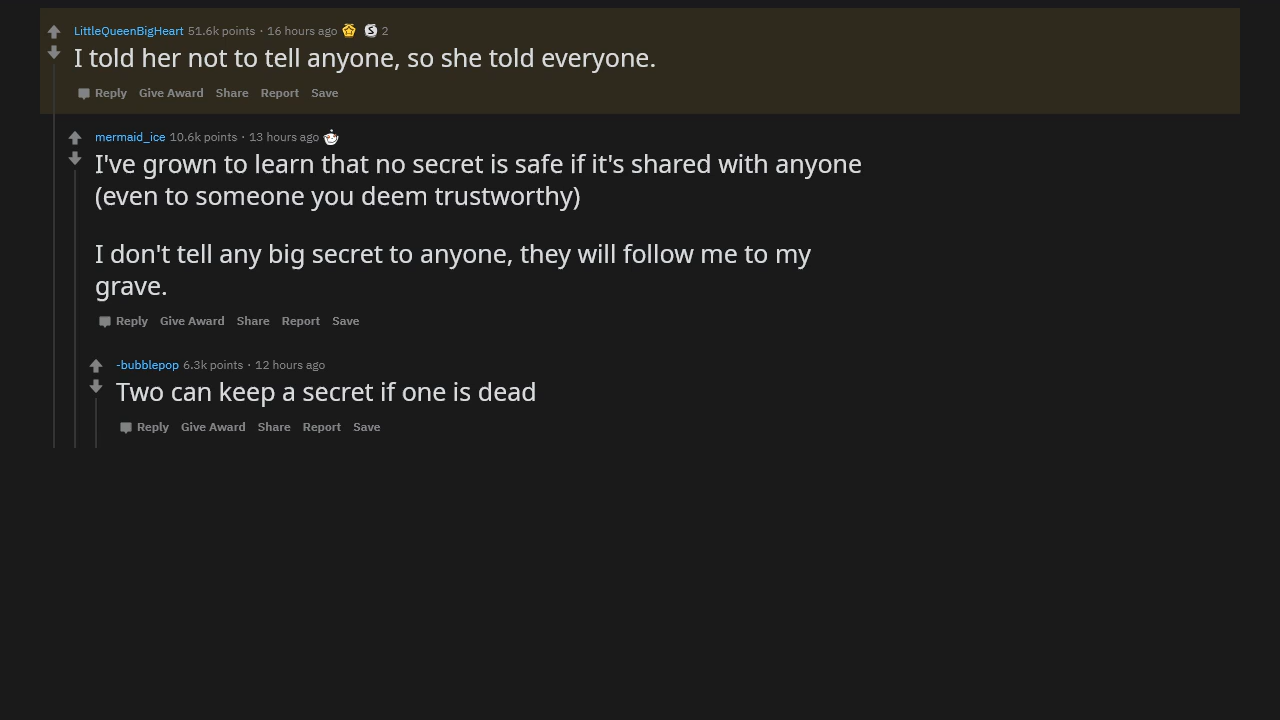 LittleQueenBigHeart 51.6k points · 16 hours ago S 2
I told her not to tell anyone, so she told everyone.
Reply Give Award Share Report Save
mermaid_ice 10.6k points · 13 hours ago
I've grown to learn that no secret is safe if it's shared with anyone
(even to someone you deem trustworthy)
I don't tell any big secret to anyone, they will follow me to my
grave.
Reply Give Award Share Report Save
-bubblepop 6.3k points · 12 hours ago
Two can keep a secret if one is dead
Reply Give Award Share Report Save